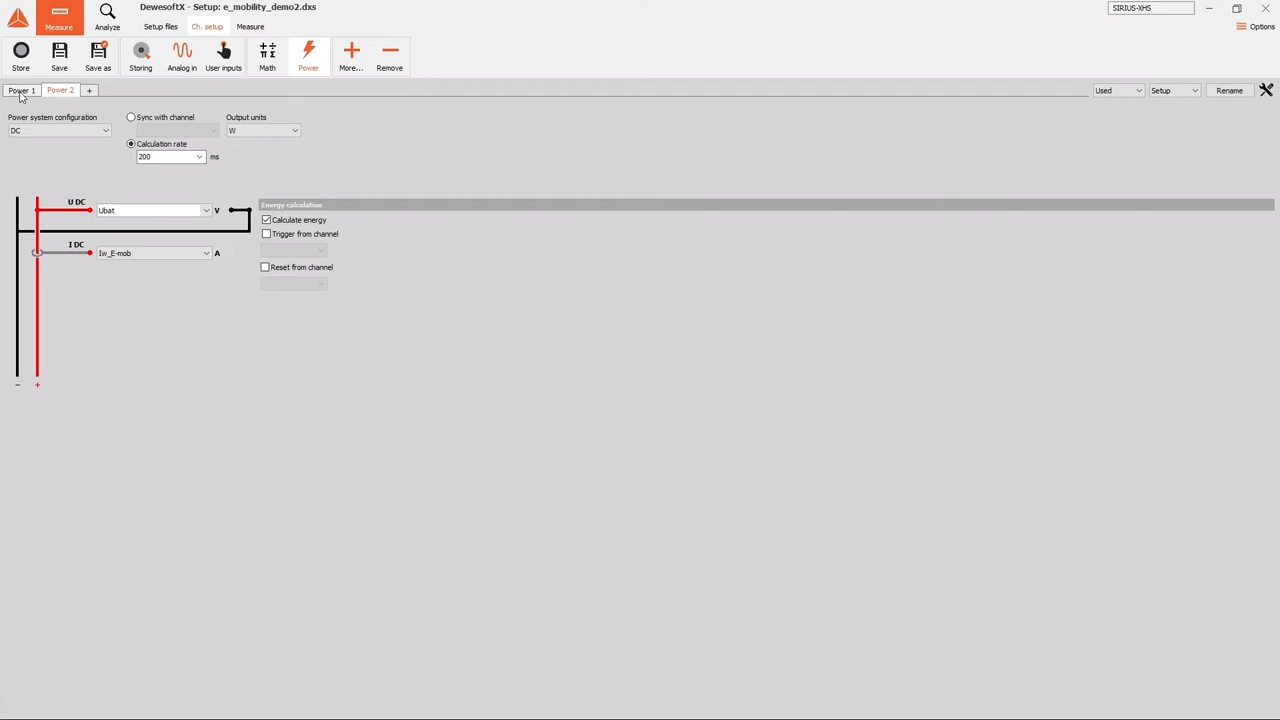 DewesoftX - Setup: e_mobility_demo2.dxs
SIRIUS-XHS
Measure
Analyze
Setup files
Ch. setup
Measure
Options
Store
Save
Save as
Storing
Analog in
User inputs
Math
Power
More...
Remove
Power 1
Power 2
+
Used
Setup
Rename
Power system configuration
Sync with channel
Output units
DC
W
Calculation rate
200
ms
U DC
Ubat
V
Energy calculation
Calculate energy
Trigger from channel
I DC
Iw_E-mob
A
Reset from channel
−
+